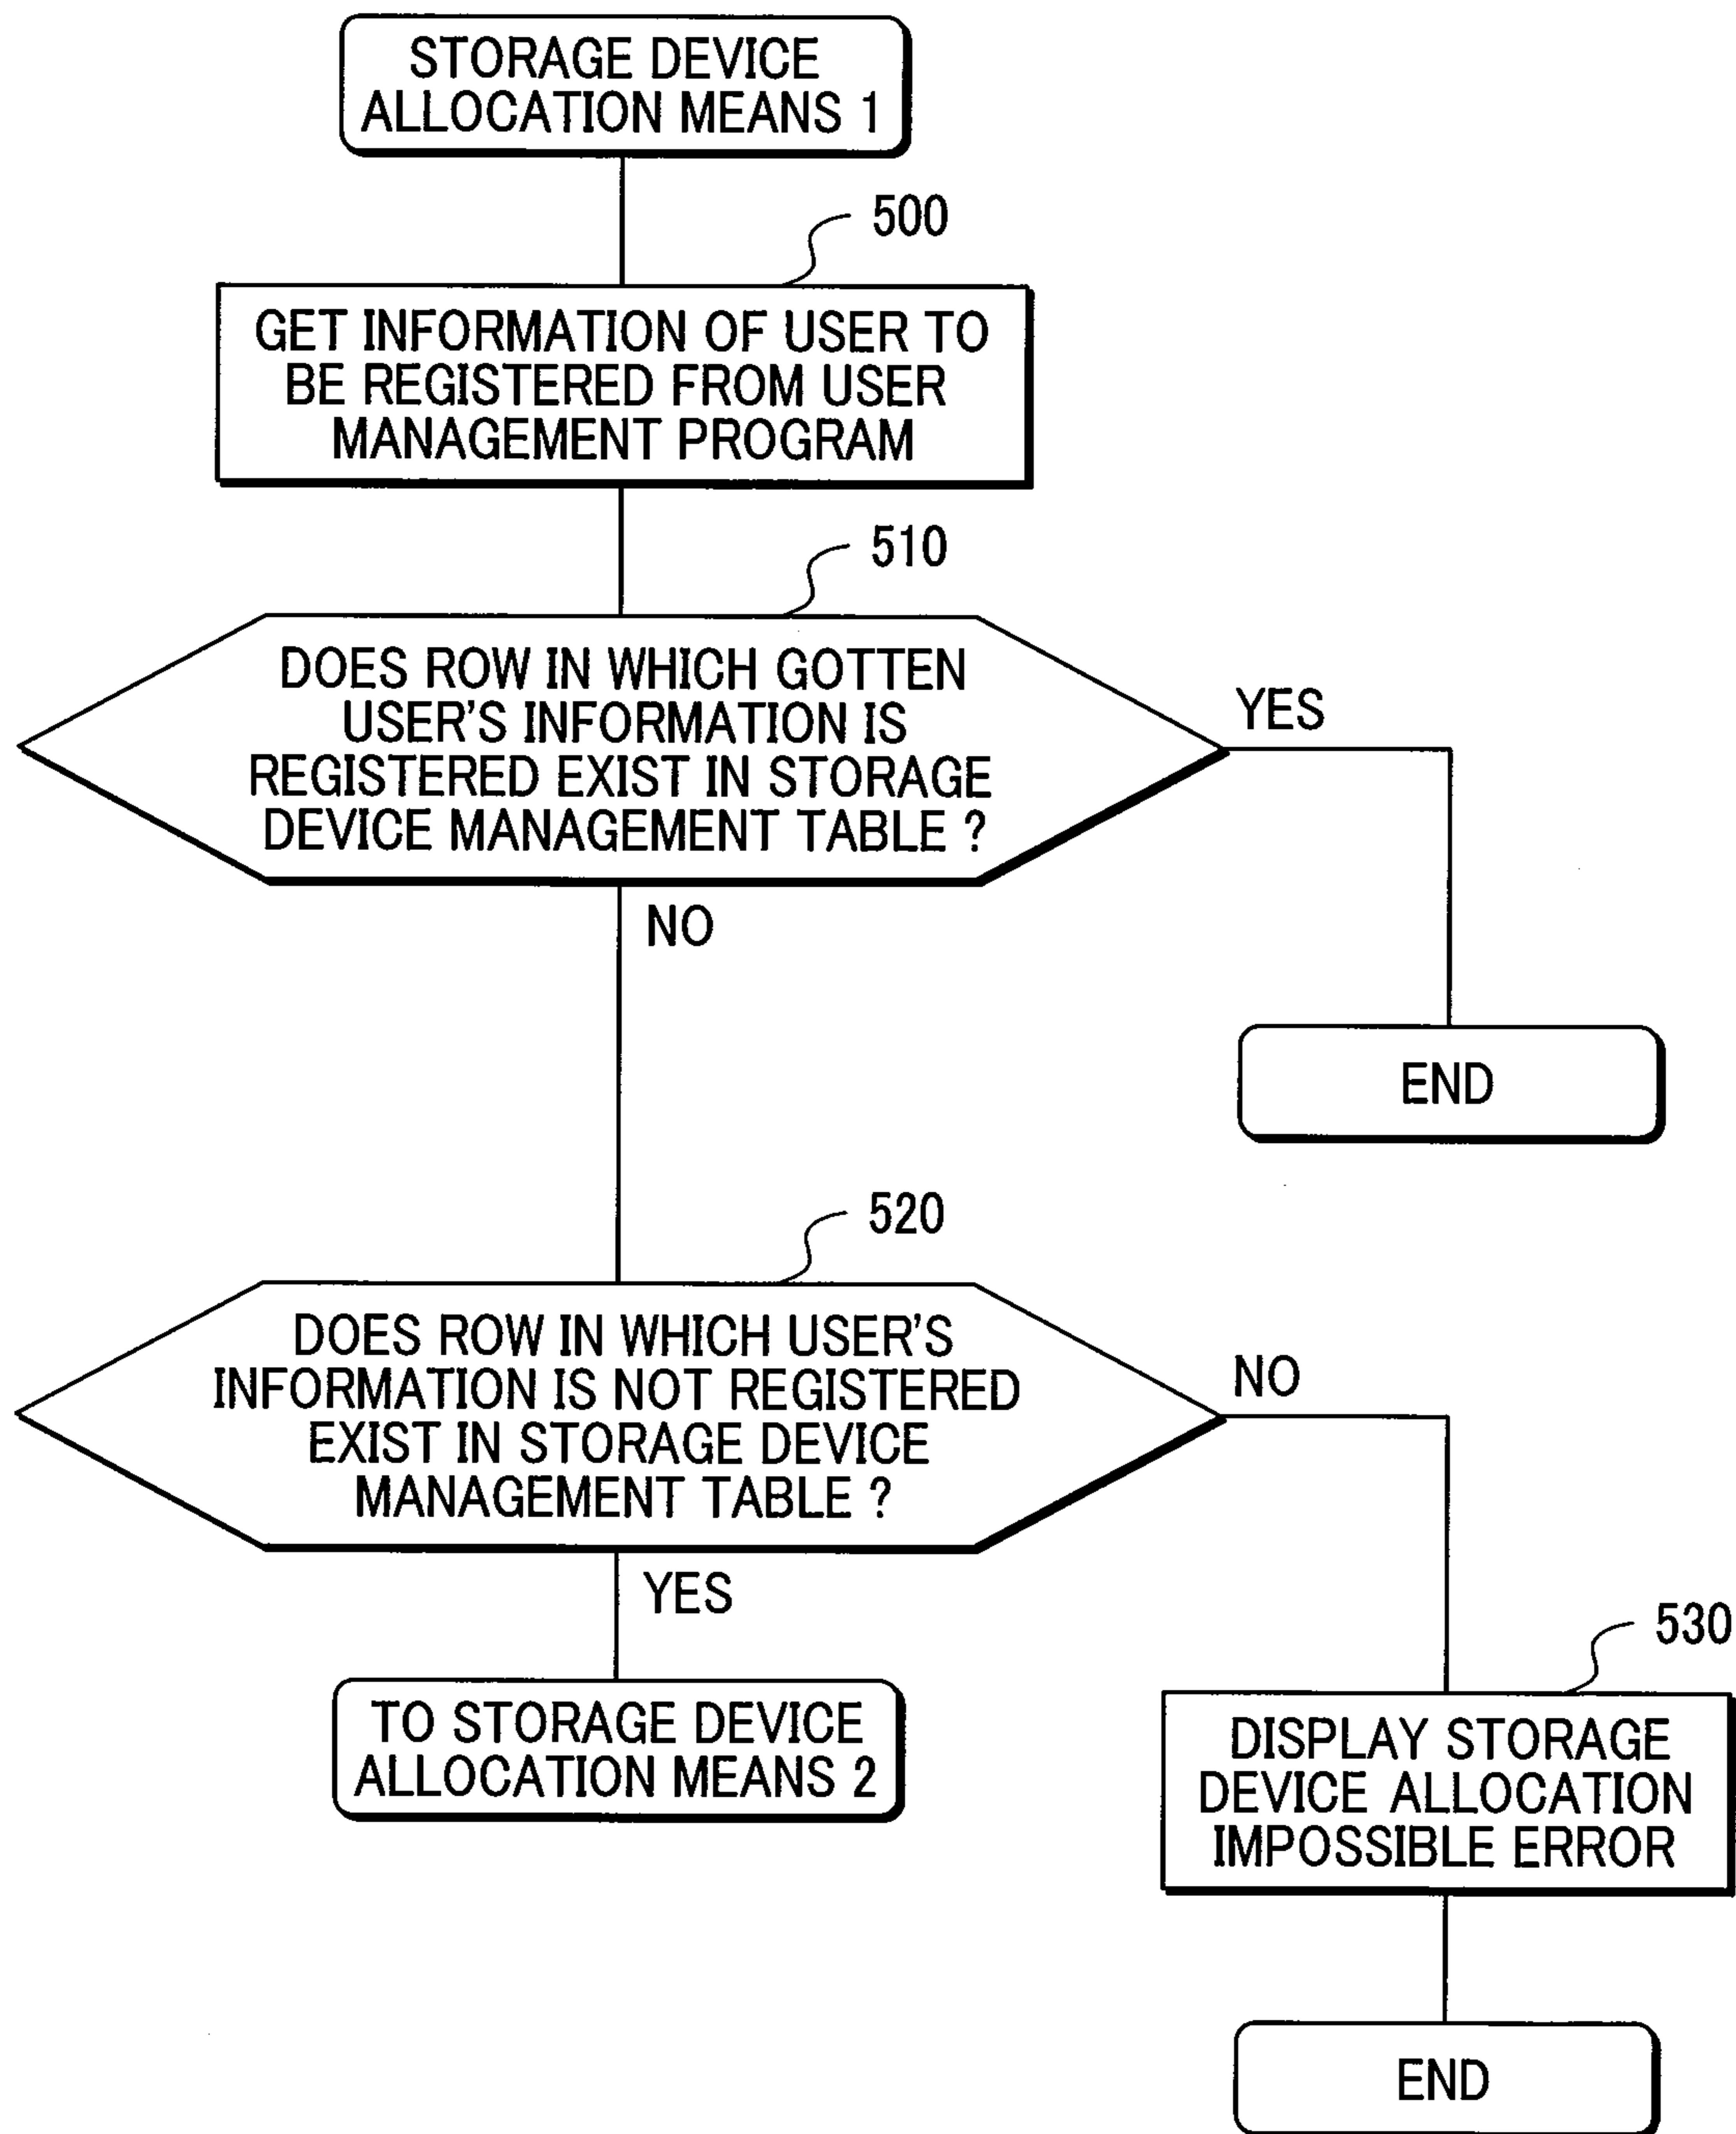 STORAGE DEVICE
ALLOCATION MEANS 1
500
GET INFORMATION OF USER TO
BE REGISTERED FROM USER
MANAGEMENT PROGRAM
510
DOES ROW IN WHICH GOTTEN
USER'S INFORMATION IS
REGISTERED EXIST IN STORAGE
DEVICE MANAGEMENT TABLE ?
YES
NO
END
520
DOES ROW IN WHICH USER'S
INFORMATION IS NOT REGISTERED
EXIST IN STORAGE DEVICE
MANAGEMENT TABLE ?
NO
YES
530
TO STORAGE DEVICE
ALLOCATION MEANS 2
DISPLAY STORAGE
DEVICE ALLOCATION
IMPOSSIBLE ERROR
END